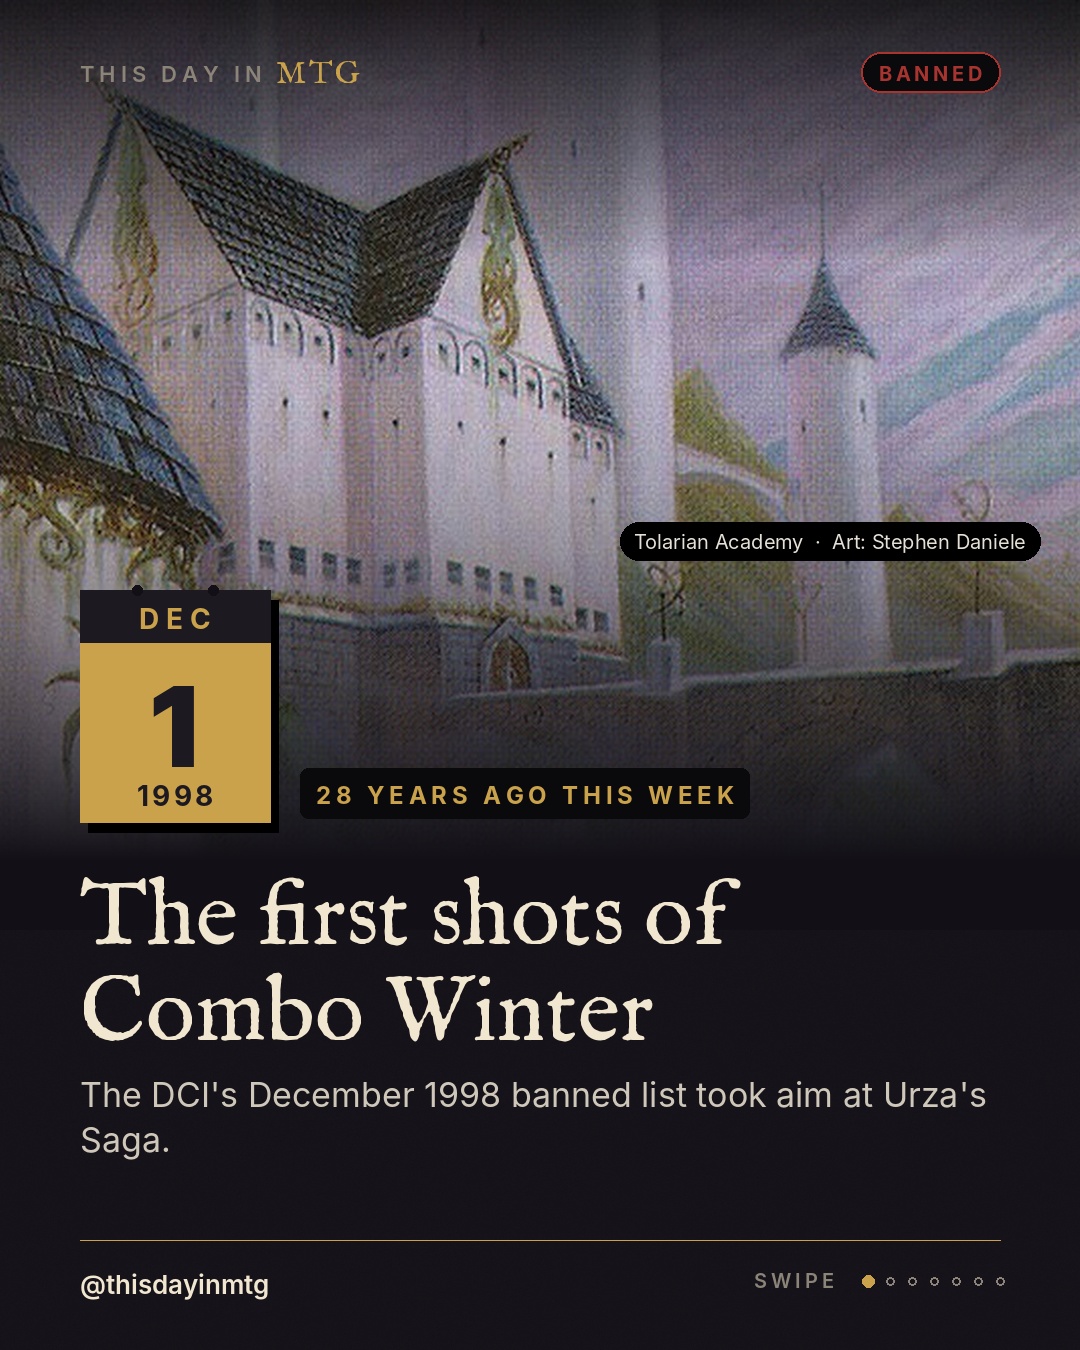 THIS DAY IN MTG
BANNED
Tolarian Academy · Art: Stephen Daniele
DEC
1
1998
28 YEARS AGO THIS WEEK
The first shots of
Combo Winter
The DCI's December 1998 banned list took aim at Urza's
Saga.
@thisdayinmtg
SWIPE